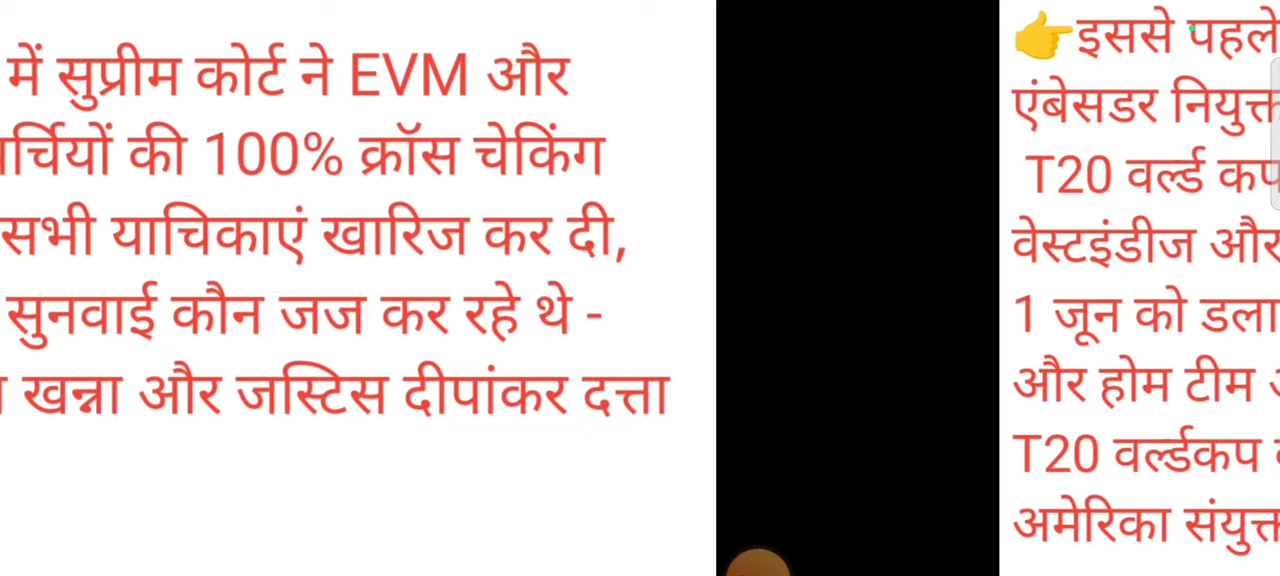 में सुप्रीम कोर्ट ने EVM और
की 100% क्रॉस चेकिंग
सभी याचिकाएं खारिज कर दी,
सुनवाई कौन जज कर रहे थे -
खन्ना और जस्टिस दीपांकर दत्ता
👉इससे पहले
एंबेसडर
T20 वर्ल्ड
वेस्टइंडीज और
1 जून को
और होम टीम
T20 वर्ल्डकप
अमेरिका